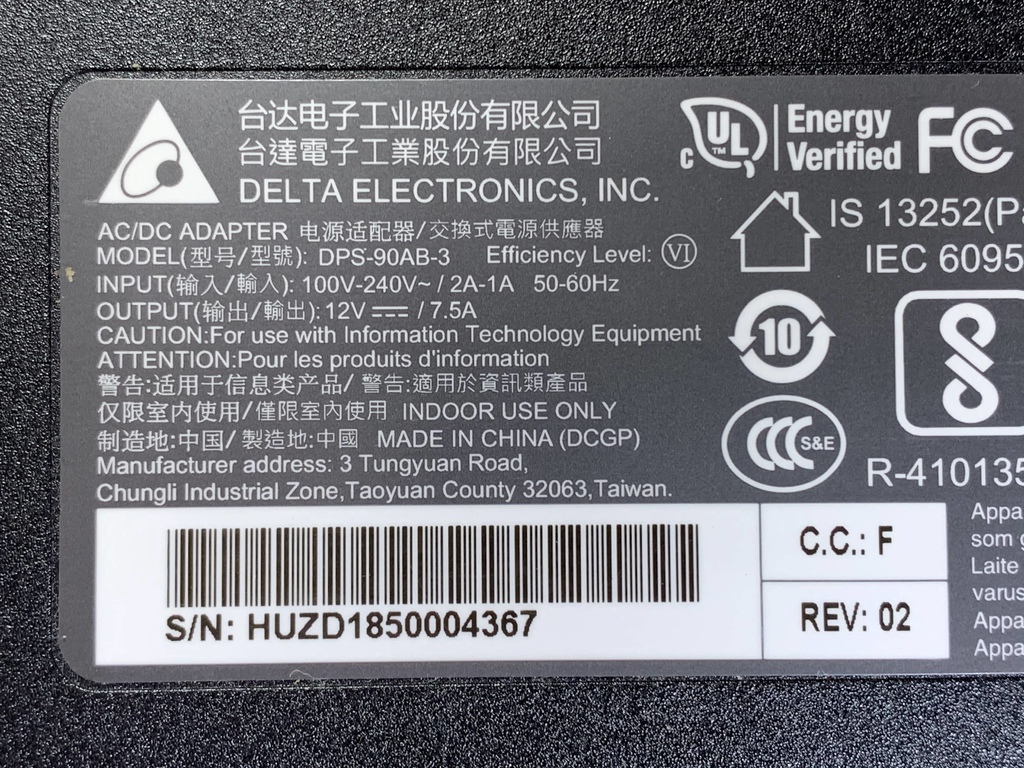 台达电子工业股份有限公司
台達電子工業股份有限公司
DELTA ELECTRONICS, INC.
AC/DC ADAPTER 电源适配器/交換式電源供應器
MODEL(型号/型號): DPS-90AB-3 Efficiency Level: VI
INPUT(输入/輸入): 100V-240V~ / 2A-1A 50-60Hz
OUTPUT(输出/輸出): 12V ⎓ / 7.5A
CAUTION:For use with Information Technology Equipment
ATTENTION:Pour les produits d'information
警告:适用于信息类产品/ 警告:適用於資訊類產品
仅限室内使用/僅限室內使用 INDOOR USE ONLY
制造地:中国/ 製造地:中國 MADE IN CHINA (DCGP)
Manufacturer address: 3 Tungyuan Road,
Chungli Industrial Zone,Taoyuan County 32063,Taiwan.
S/N: HUZD1850004367
C.C.: F
REV: 02
c UL ™ Energy
Verified FC
IS 13252(P
IEC 6095
10
CCC S&E
R-410135
Appa
som g
Laite
varus
Appa
Appa